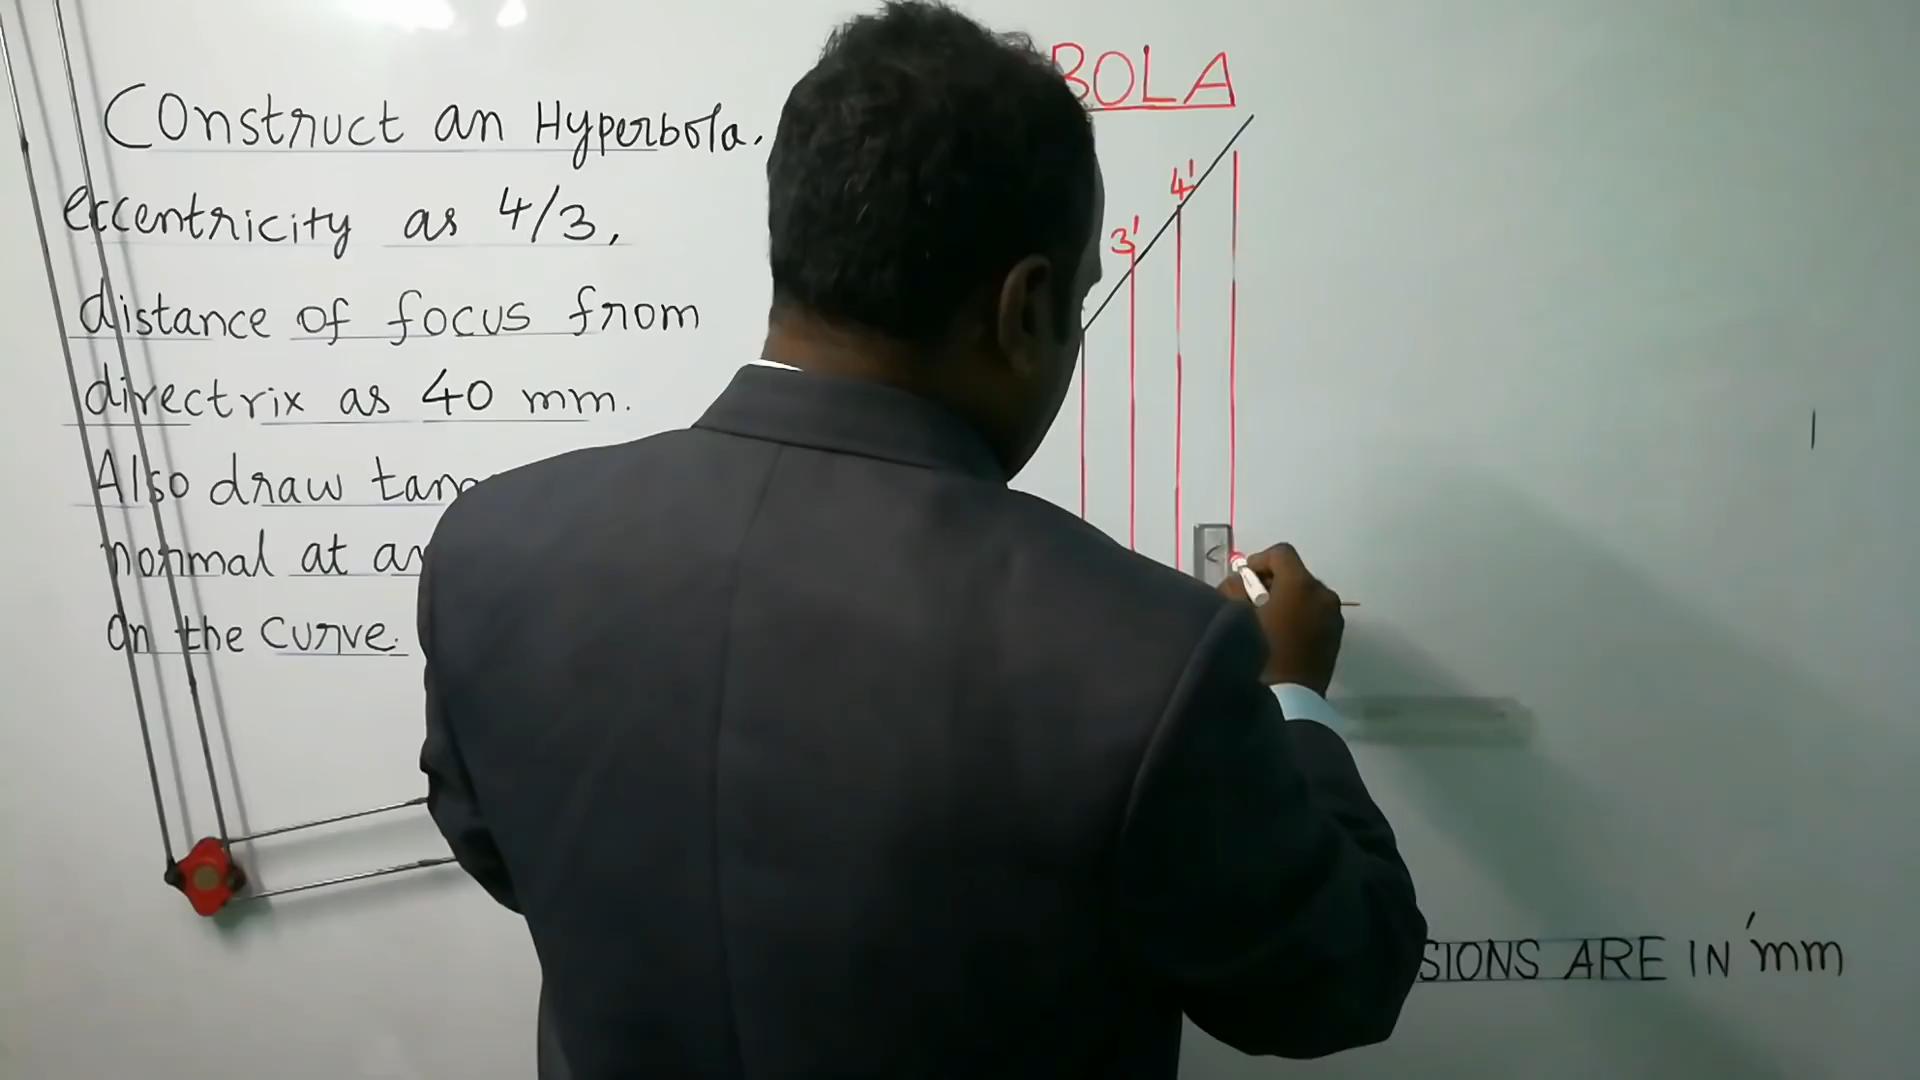 Construct an Hyperbola.
eccentricity as 4/3,
distance of focus from
directrix as 40 mm.
Also draw tang
normal at an
on the curve.
BOLA
4'
3'
SIONS ARE IN 'mm